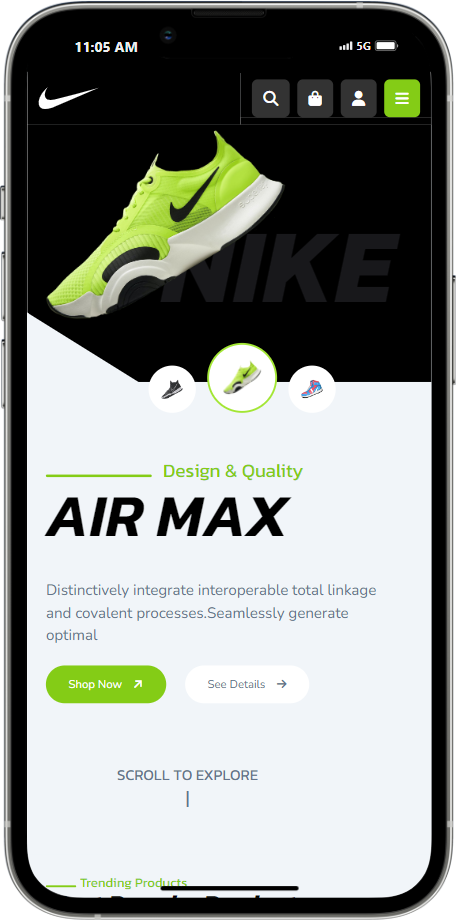 11:05 AM
5G
NIKE
Design & Quality
AIR MAX
Distinctively integrate interoperable total linkage
and covalent processes.Seamlessly generate
optimal
Shop Now
See Details
SCROLL TO EXPLORE
Trending Products